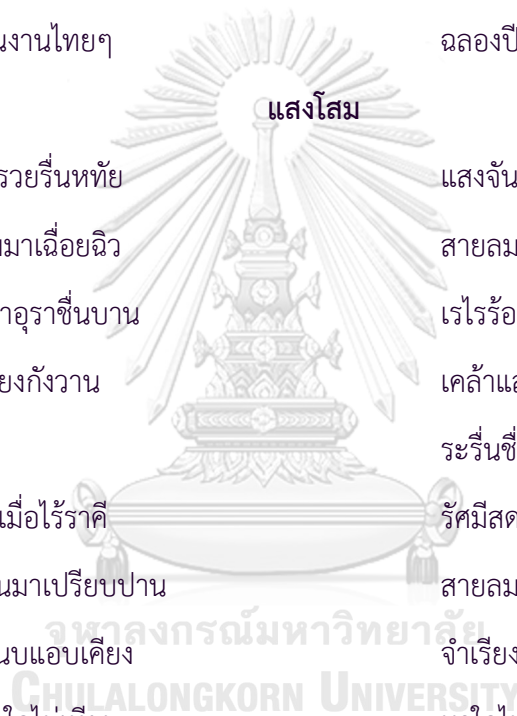 นงานไทยๆ ฉลองปี
แสงโสม
รวยรื่นหทัย แสงจัน
มาเฉื่อยฉิว สายลม
าอุราชื่นบาน เรไรร้อ
ยงกังวาน เคล้าแ
ระรื่นชื่
เมื่อไร้ราคี รัศมีสด
นมาเปรียบปาน สายลม
จุฬาลงกรณ์มหาวิทยาลัย
นบแอบเคียง จำเรียง
CHULALONGKORN UNIVERSITY